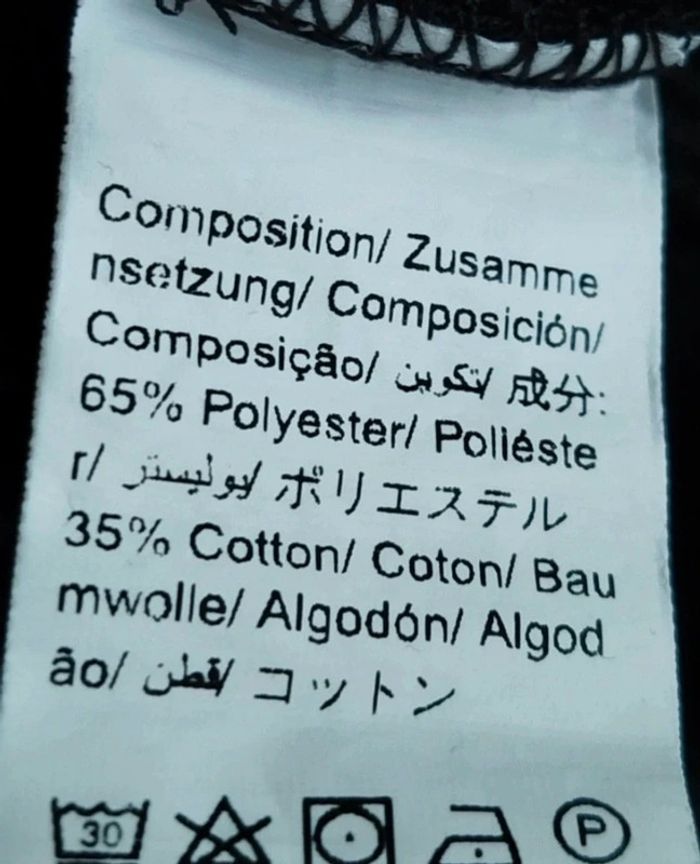 Composition/ Zusamme
nsetzung/ Composición/
Composição/ تكوين/ 成分:
65% Polyester/ Poliéste
r/ بوليستر/ ポリエステル
35% Cotton/ Coton/ Bau
mwolle/ Algodón/ Algod
ão/ قطن/ コットン
30 P